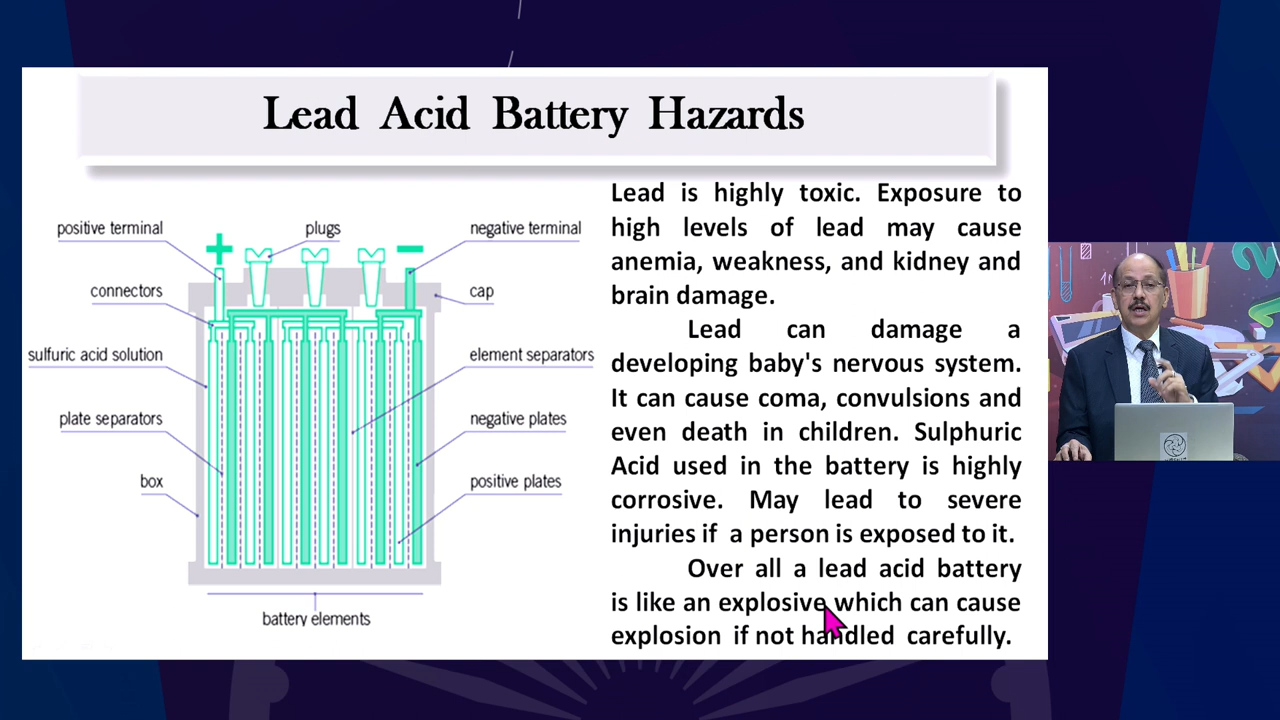 Lead Acid Battery Hazards
positive terminal
plugs
negative terminal
connectors
cap
sulfuric acid solution
element separators
plate separators
negative plates
box
positive plates
battery elements
Lead is highly toxic. Exposure to
high levels of lead may cause
anemia, weakness, and kidney and
brain damage.
Lead can damage a
developing baby's nervous system.
It can cause coma, convulsions and
even death in children. Sulphuric
Acid used in the battery is highly
corrosive. May lead to severe
injuries if a person is exposed to it.
Over all a lead acid battery
is like an explosive which can cause
explosion if not handled carefully.